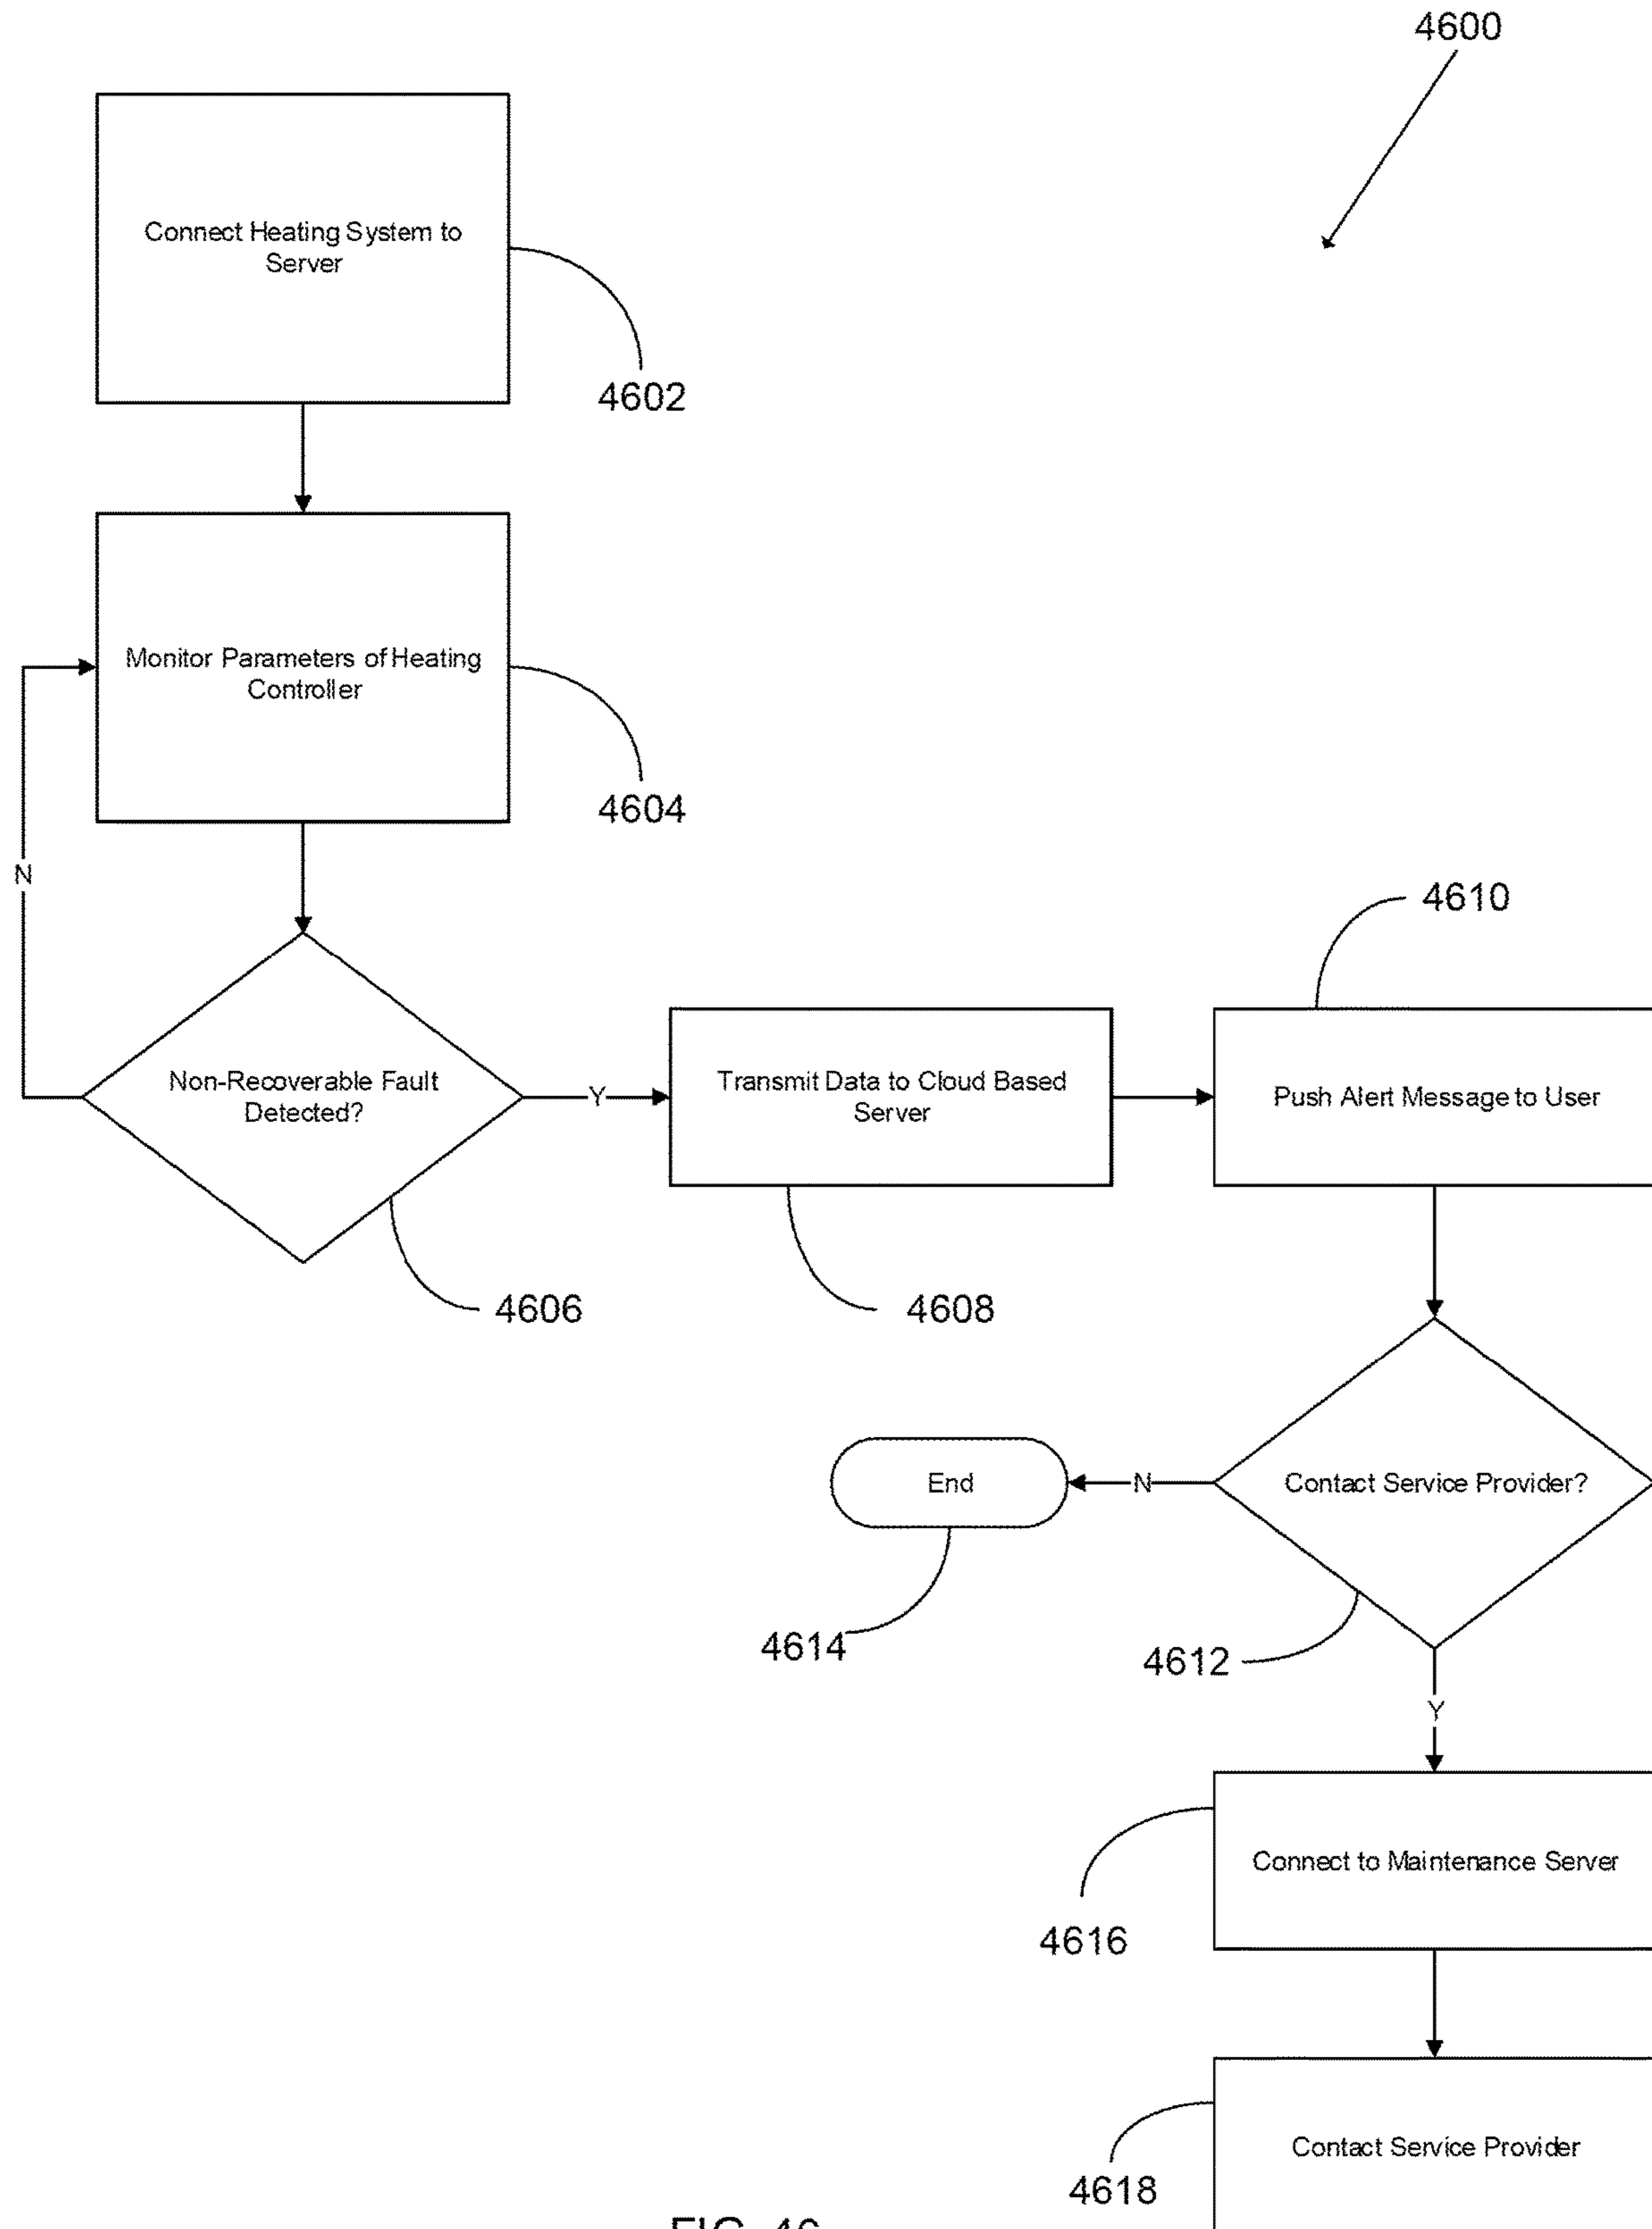 4600
Connect Heating System to
Server
4602
Monitor Parameters of Heating
Controller
4604
N
Non-Recoverable Fault
Detected?
4606
Y
Transmit Data to Cloud Based
Server
4608
4610
Push Alert Message to User
Contact Service Provider?
4612
N
End
4614
Y
Connect to Maintenance Server
4616
Contact Service Provider
4618
FIG. 46